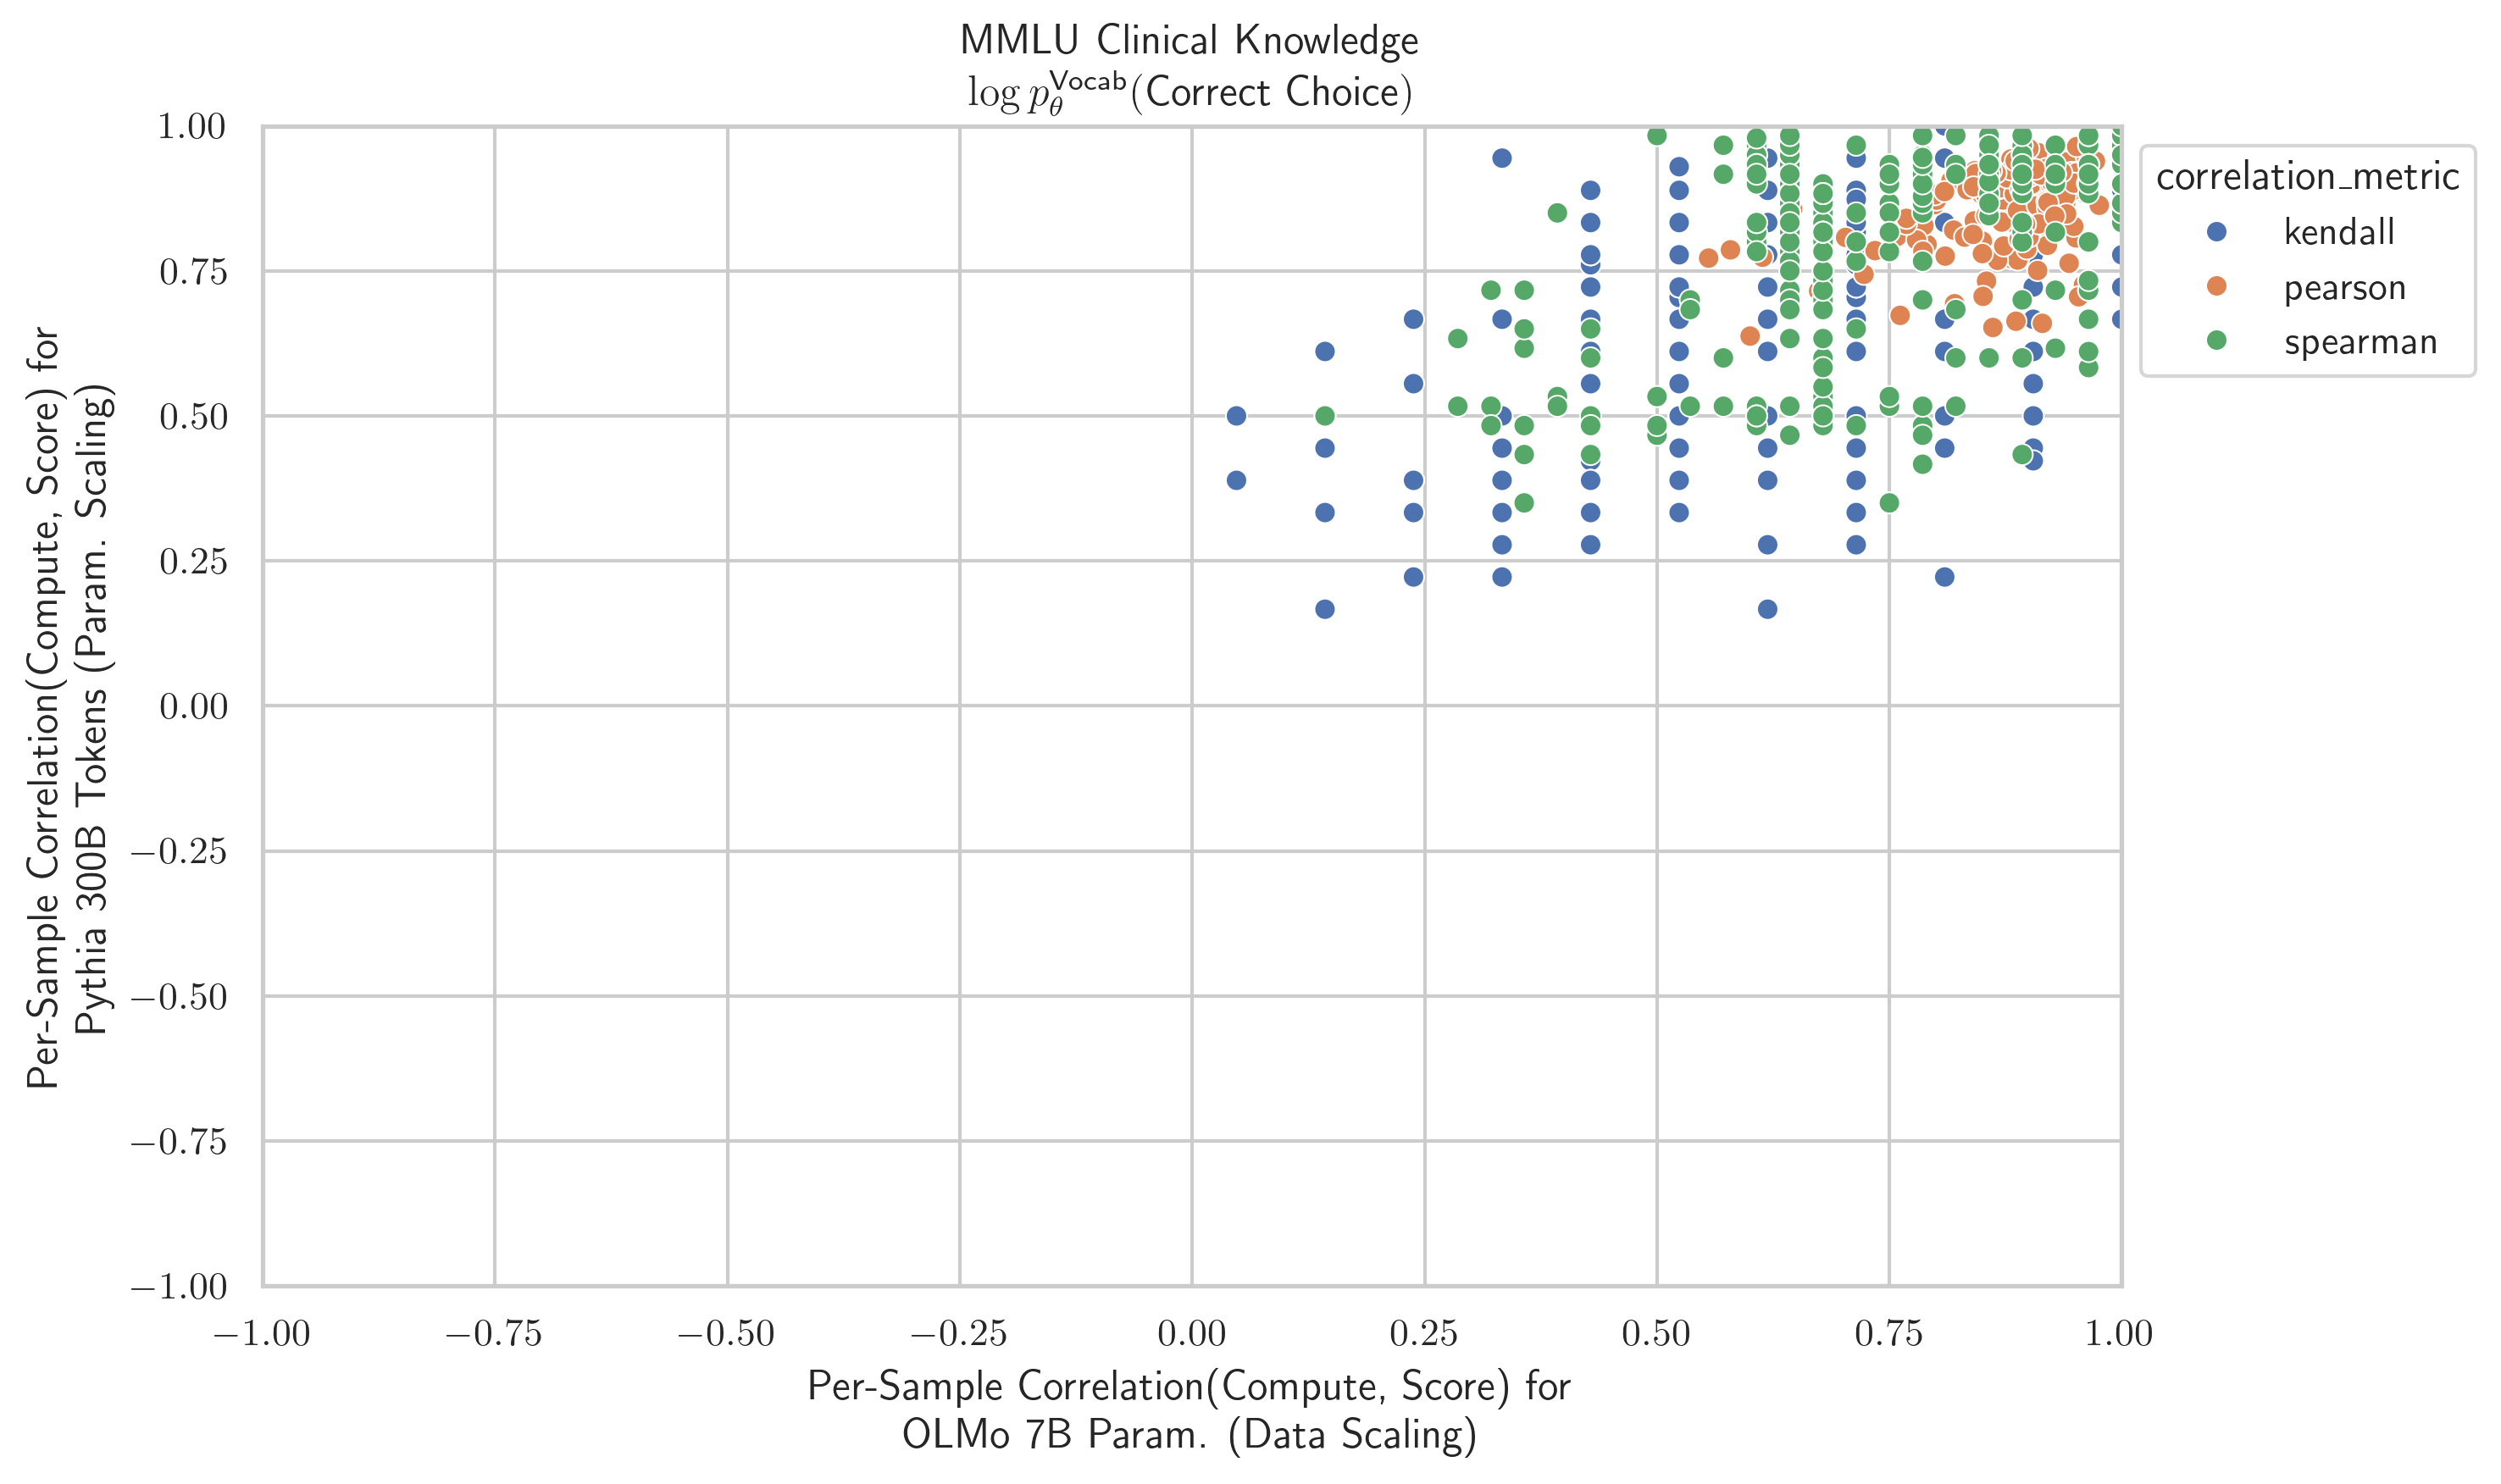 MMLU Clinical Knowledge
log p_θ^Vocab(Correct Choice)
1.00
0.75
0.50
0.25
0.00
−0.25
−0.50
−0.75
−1.00
Per-Sample Correlation(Compute, Score) for
Pythia 300B Tokens (Param. Scaling)
correlation_metric
kendall
pearson
spearman
−1.00
−0.75
−0.50
−0.25
0.00
0.25
0.50
0.75
1.00
Per-Sample Correlation(Compute, Score) for
OLMo 7B Param. (Data Scaling)